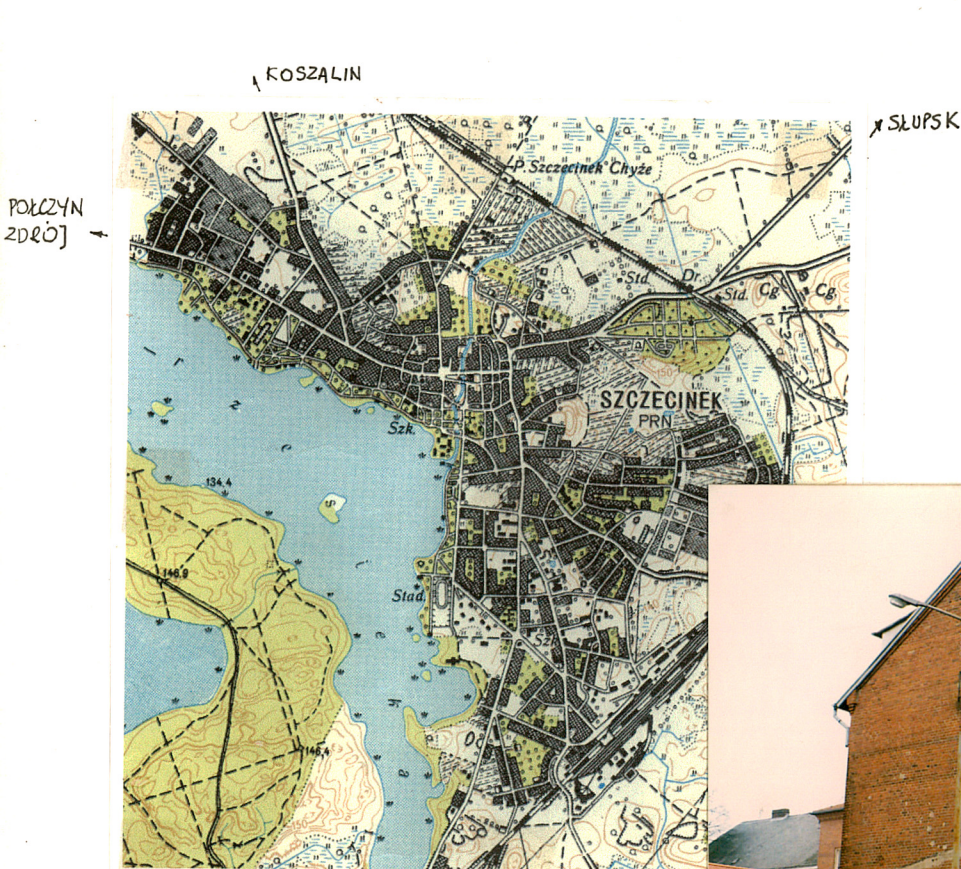 KOSZALIN
SŁUPSK
POŁCZYN
ZDRÓJ
P. Szczecinek Chyże
Std.
Dr.
Std.
Cg
Cg.
150
SZCZECINEK
PRN
Szk.
134.4
146.9
Stad.
146.4
150
J e z
e
i e k a